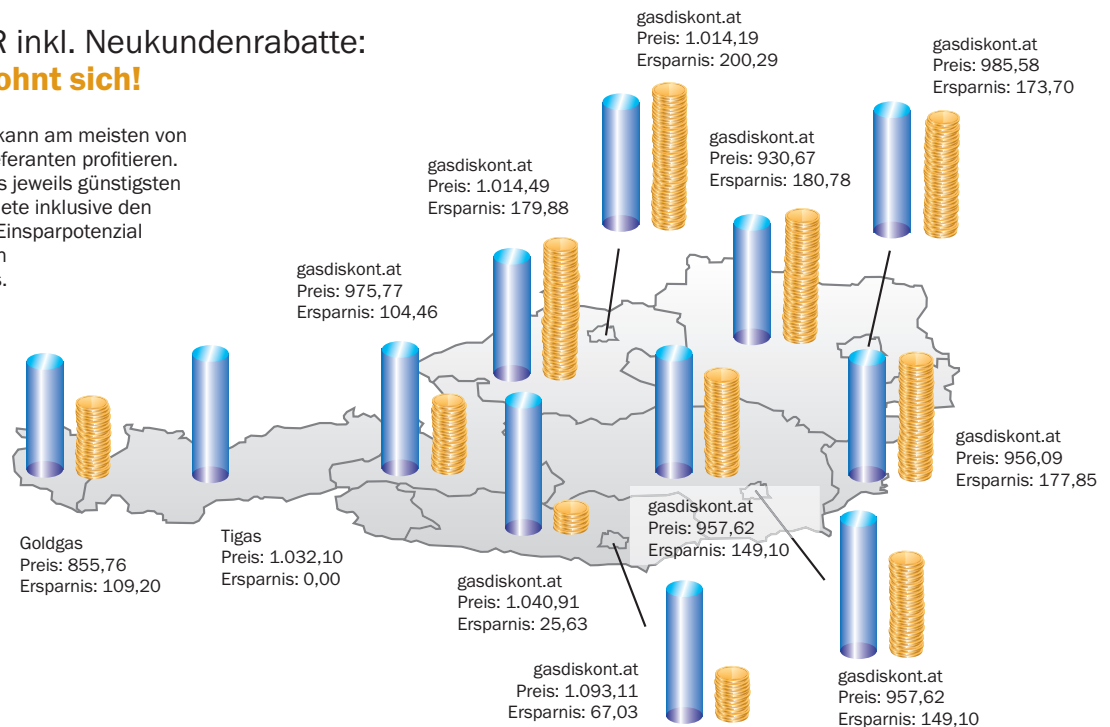 R inkl. Neukundenrabatte:
ohnt sich!
kann am meisten von
eferanten profitieren.
s jeweils günstigsten
ete inklusive den
Einsparpotenzial
n
s.
gasdiskont.at
Preis: 1.014,19
Ersparnis: 200,29
gasdiskont.at
Preis: 985,58
Ersparnis: 173,70
gasdiskont.at
Preis: 930,67
Ersparnis: 180,78
gasdiskont.at
Preis: 1.014,49
Ersparnis: 179,88
gasdiskont.at
Preis: 975,77
Ersparnis: 104,46
gasdiskont.at
Preis: 956,09
Ersparnis: 177,85
gasdiskont.at
Preis: 957,62
Ersparnis: 149,10
Goldgas
Preis: 855,76
Ersparnis: 109,20
Tigas
Preis: 1.032,10
Ersparnis: 0,00
gasdiskont.at
Preis: 1.040,91
Ersparnis: 25,63
gasdiskont.at
Preis: 1.093,11
Ersparnis: 67,03
gasdiskont.at
Preis: 957,62
Ersparnis: 149,10